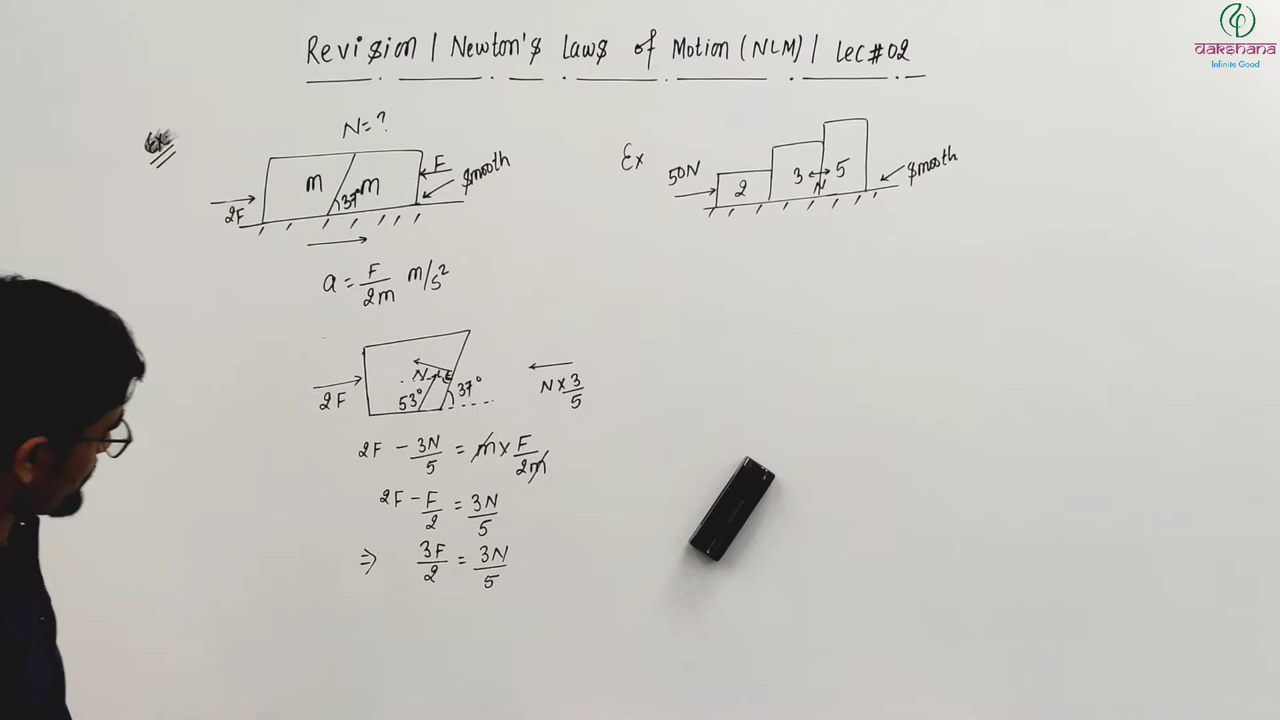 Revision | Newton's Laws of Motion (NLM) | Lec#02
dakshana
Infinite Good
Ex:
N=?
2F
m
m
37°
F
smooth
a = F/2m m/s²
2F
N
53°
37°
N×3/5
2F - 3N/5 = m × F/2m
2F - F/2 = 3N/5
⇒ 3F/2 = 3N/5
Ex
50N
2
3
N
5
smooth